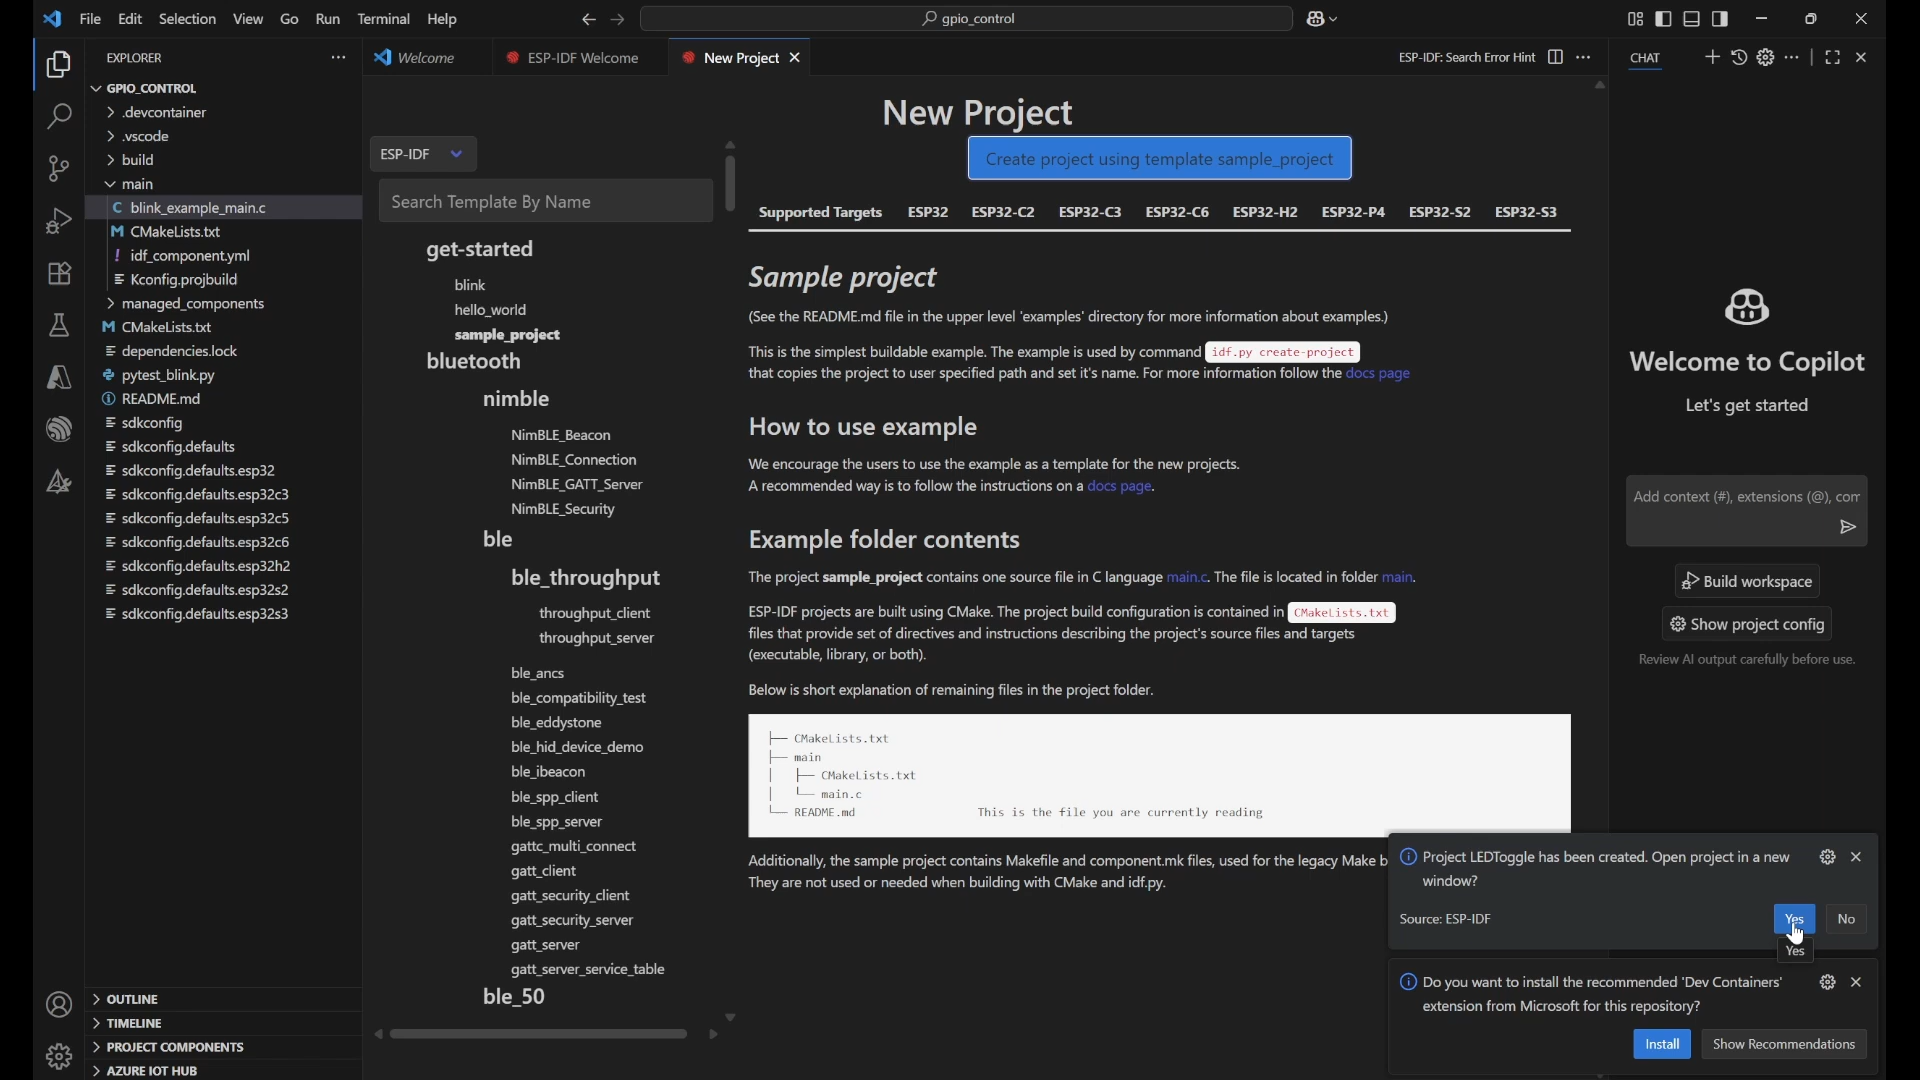 File Edit Selection View Go Run Terminal Help
gpio_control
EXPLORER
GPIO_CONTROL
.devcontainer
.vscode
build
main
C blink_example_main.c
M CMakeLists.txt
! idf_component.yml
Kconfig.projbuild
managed_components
M CMakeLists.txt
dependencies.lock
pytest_blink.py
README.md
sdkconfig
sdkconfig.defaults
sdkconfig.defaults.esp32
sdkconfig.defaults.esp32c3
sdkconfig.defaults.esp32c5
sdkconfig.defaults.esp32c6
sdkconfig.defaults.esp32h2
sdkconfig.defaults.esp32s2
sdkconfig.defaults.esp32s3
OUTLINE
TIMELINE
PROJECT COMPONENTS
AZURE IOT HUB
Welcome ESP-IDF Welcome New Project
ESP-IDF: Search Error Hint
New Project
ESP-IDF
Search Template By Name
get-started
blink
hello_world
sample_project
bluetooth
nimble
NimBLE_Beacon
NimBLE_Connection
NimBLE_GATT_Server
NimBLE_Security
ble
ble_throughput
throughput_client
throughput_server
ble_ancs
ble_compatibility_test
ble_eddystone
ble_hid_device_demo
ble_ibeacon
ble_spp_client
ble_spp_server
gattc_multi_connect
gatt_client
gatt_security_client
gatt_security_server
gatt_server
gatt_server_service_table
ble_50
Create project using template sample_project
Supported Targets ESP32 ESP32-C2 ESP32-C3 ESP32-C6 ESP32-H2 ESP32-P4 ESP32-S2 ESP32-S3
Sample project
(See the README.md file in the upper level 'examples' directory for more information about examples.)
This is the simplest buildable example. The example is used by command idf.py create-project
that copies the project to user specified path and set it's name. For more information follow the docs page
How to use example
We encourage the users to use the example as a template for the new projects.
A recommended way is to follow the instructions on a docs page.
Example folder contents
The project sample_project contains one source file in C language main.c. The file is located in folder main.
ESP-IDF projects are built using CMake. The project build configuration is contained in CMakeLists.txt
files that provide set of directives and instructions describing the project's source files and targets
(executable, library, or both).
Below is short explanation of remaining files in the project folder.
├── CMakeLists.txt
├── main
│   ├── CMakeLists.txt
│   └── main.c
└── README.md This is the file you are currently reading
Additionally, the sample project contains Makefile and component.mk files, used for the legacy Make b
They are not used or needed when building with CMake and idf.py.
CHAT
Welcome to Copilot
Let's get started
Add context (#), extensions (@), com
Build workspace
Show project config
Review AI output carefully before use.
Project LEDToggle has been created. Open project in a new
window?
Source: ESP-IDF
Yes No
Yes
Do you want to install the recommended 'Dev Containers'
extension from Microsoft for this repository?
Install Show Recommendations